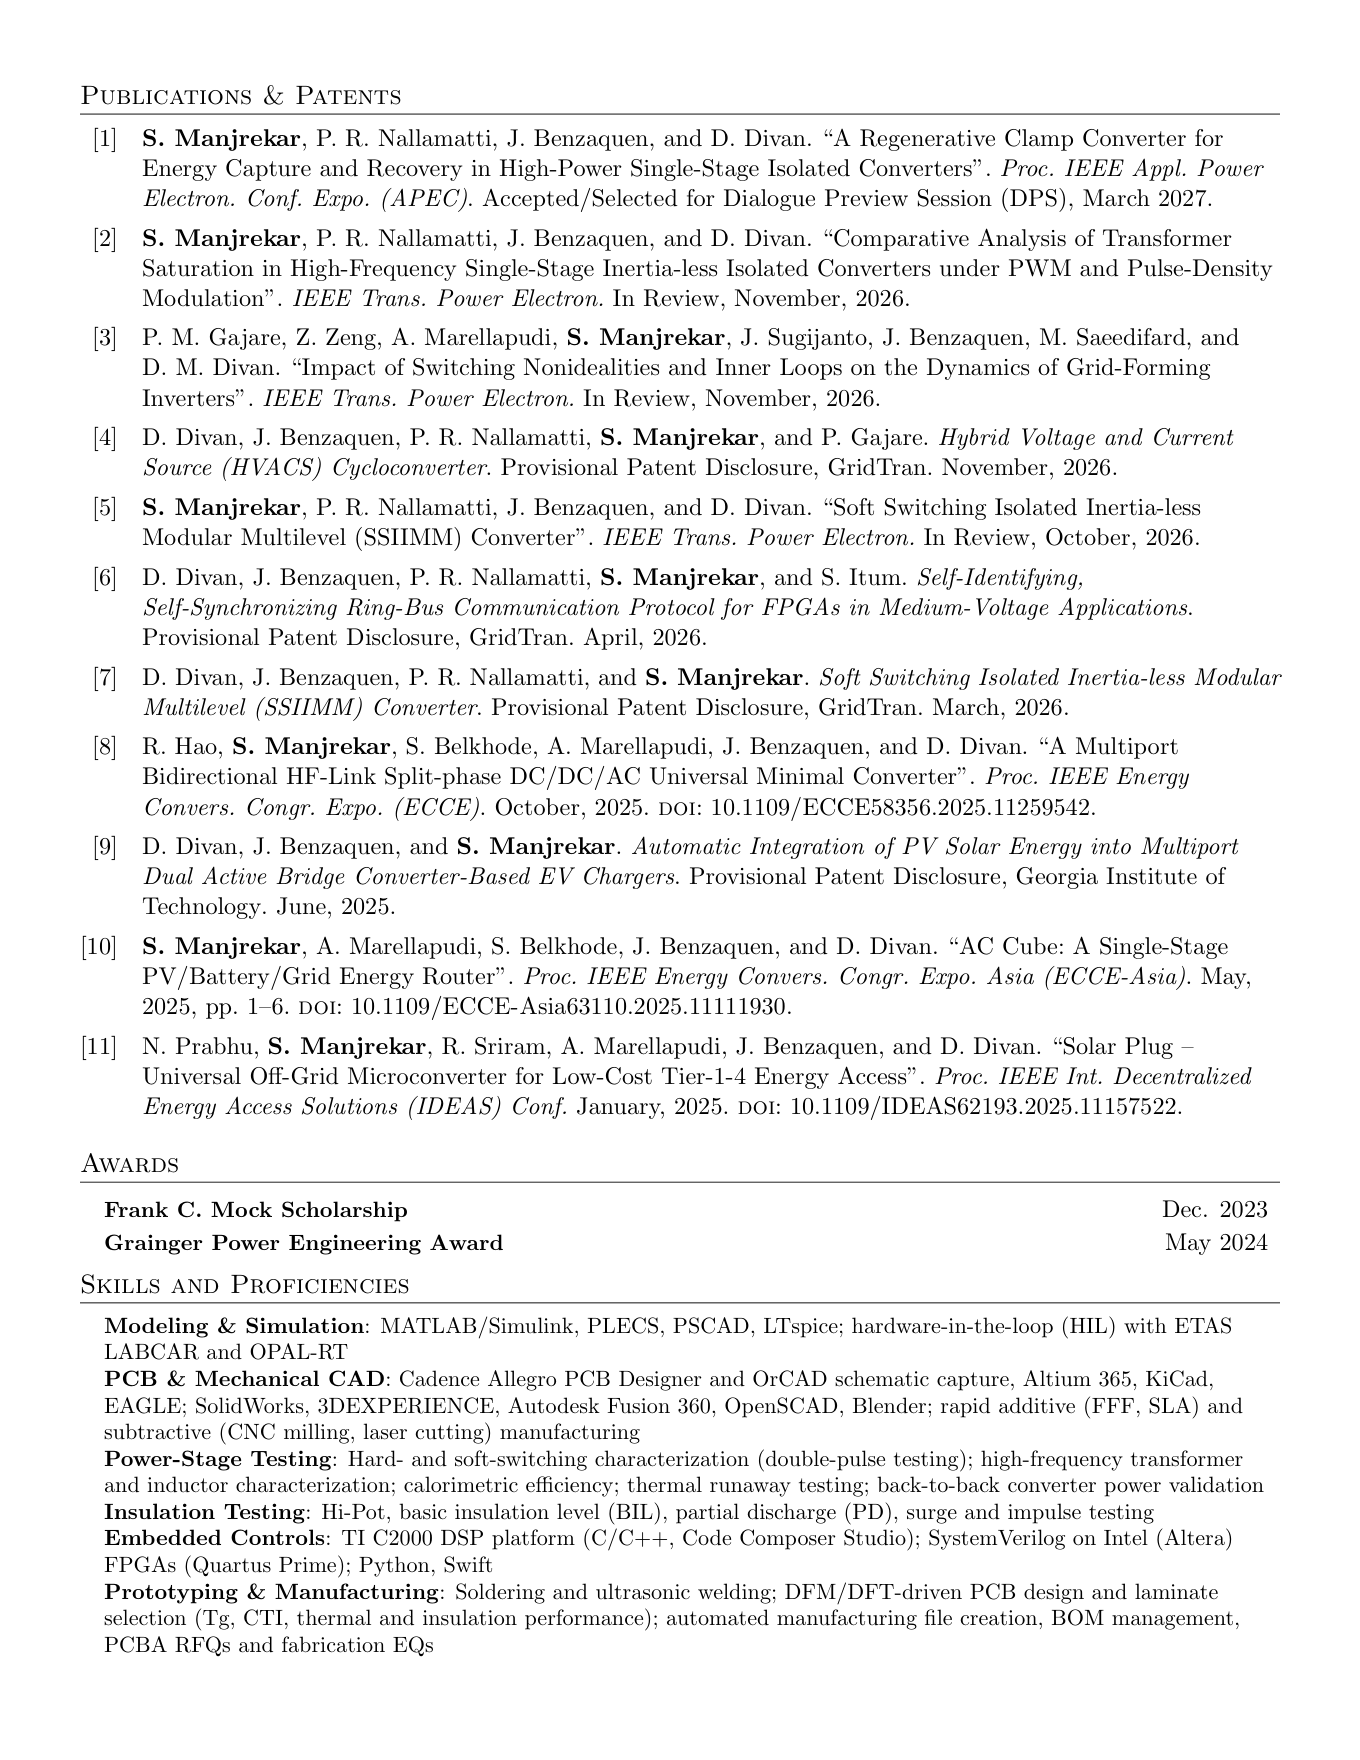 Publications & Patents
[1] S. Manjrekar, P. R. Nallamatti, J. Benzaquen, and D. Divan. “A Regenerative Clamp Converter for
Energy Capture and Recovery in High-Power Single-Stage Isolated Converters”. Proc. IEEE Appl. Power
Electron. Conf. Expo. (APEC). Accepted/Selected for Dialogue Preview Session (DPS), March 2027.
[2] S. Manjrekar, P. R. Nallamatti, J. Benzaquen, and D. Divan. “Comparative Analysis of Transformer
Saturation in High-Frequency Single-Stage Inertia-less Isolated Converters under PWM and Pulse-Density
Modulation”. IEEE Trans. Power Electron. In Review, November, 2026.
[3] P. M. Gajare, Z. Zeng, A. Marellapudi, S. Manjrekar, J. Sugijanto, J. Benzaquen, M. Saeedifard, and
D. M. Divan. “Impact of Switching Nonidealities and Inner Loops on the Dynamics of Grid-Forming
Inverters”. IEEE Trans. Power Electron. In Review, November, 2026.
[4] D. Divan, J. Benzaquen, P. R. Nallamatti, S. Manjrekar, and P. Gajare. Hybrid Voltage and Current
Source (HVACS) Cycloconverter. Provisional Patent Disclosure, GridTran. November, 2026.
[5] S. Manjrekar, P. R. Nallamatti, J. Benzaquen, and D. Divan. “Soft Switching Isolated Inertia-less
Modular Multilevel (SSIIMM) Converter”. IEEE Trans. Power Electron. In Review, October, 2026.
[6] D. Divan, J. Benzaquen, P. R. Nallamatti, S. Manjrekar, and S. Itum. Self-Identifying,
Self-Synchronizing Ring-Bus Communication Protocol for FPGAs in Medium-Voltage Applications.
Provisional Patent Disclosure, GridTran. April, 2026.
[7] D. Divan, J. Benzaquen, P. R. Nallamatti, and S. Manjrekar. Soft Switching Isolated Inertia-less Modular
Multilevel (SSIIMM) Converter. Provisional Patent Disclosure, GridTran. March, 2026.
[8] R. Hao, S. Manjrekar, S. Belkhode, A. Marellapudi, J. Benzaquen, and D. Divan. “A Multiport
Bidirectional HF-Link Split-phase DC/DC/AC Universal Minimal Converter”. Proc. IEEE Energy
Convers. Congr. Expo. (ECCE). October, 2025. DOI: 10.1109/ECCE58356.2025.11259542.
[9] D. Divan, J. Benzaquen, and S. Manjrekar. Automatic Integration of PV Solar Energy into Multiport
Dual Active Bridge Converter-Based EV Chargers. Provisional Patent Disclosure, Georgia Institute of
Technology. June, 2025.
[10] S. Manjrekar, A. Marellapudi, S. Belkhode, J. Benzaquen, and D. Divan. “AC Cube: A Single-Stage
PV/Battery/Grid Energy Router”. Proc. IEEE Energy Convers. Congr. Expo. Asia (ECCE-Asia). May,
2025, pp. 1–6. DOI: 10.1109/ECCE-Asia63110.2025.11111930.
[11] N. Prabhu, S. Manjrekar, R. Sriram, A. Marellapudi, J. Benzaquen, and D. Divan. “Solar Plug –
Universal Off-Grid Microconverter for Low-Cost Tier-1-4 Energy Access”. Proc. IEEE Int. Decentralized
Energy Access Solutions (IDEAS) Conf. January, 2025. DOI: 10.1109/IDEAS62193.2025.11157522.
Awards
Frank C. Mock Scholarship Dec. 2023
Grainger Power Engineering Award May 2024
Skills and Proficiencies
Modeling & Simulation: MATLAB/Simulink, PLECS, PSCAD, LTspice; hardware-in-the-loop (HIL) with ETAS
LABCAR and OPAL-RT
PCB & Mechanical CAD: Cadence Allegro PCB Designer and OrCAD schematic capture, Altium 365, KiCad,
EAGLE; SolidWorks, 3DEXPERIENCE, Autodesk Fusion 360, OpenSCAD, Blender; rapid additive (FFF, SLA) and
subtractive (CNC milling, laser cutting) manufacturing
Power-Stage Testing: Hard- and soft-switching characterization (double-pulse testing); high-frequency transformer
and inductor characterization; calorimetric efficiency; thermal runaway testing; back-to-back converter power validation
Insulation Testing: Hi-Pot, basic insulation level (BIL), partial discharge (PD), surge and impulse testing
Embedded Controls: TI C2000 DSP platform (C/C++, Code Composer Studio); SystemVerilog on Intel (Altera)
FPGAs (Quartus Prime); Python, Swift
Prototyping & Manufacturing: Soldering and ultrasonic welding; DFM/DFT-driven PCB design and laminate
selection (Tg, CTI, thermal and insulation performance); automated manufacturing file creation, BOM management,
PCBA RFQs and fabrication EQs